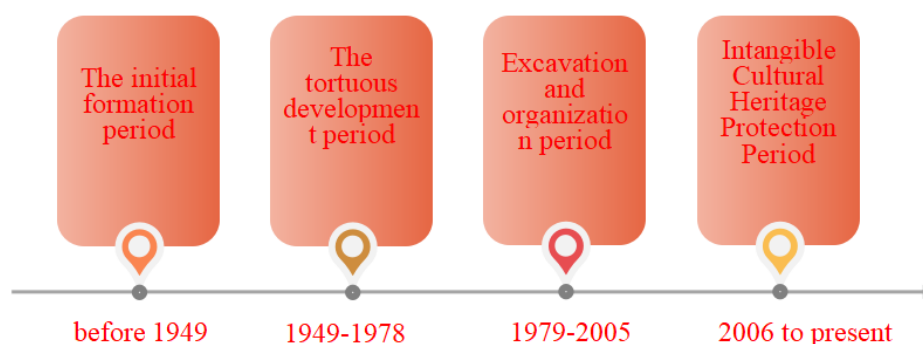 The initial
formation
period
The
tortuous
developmen
t period
Excavation
and
organizatio
n period
Intangible
Cultural
Heritage
Protection
Period
before 1949
1949-1978
1979-2005
2006 to present